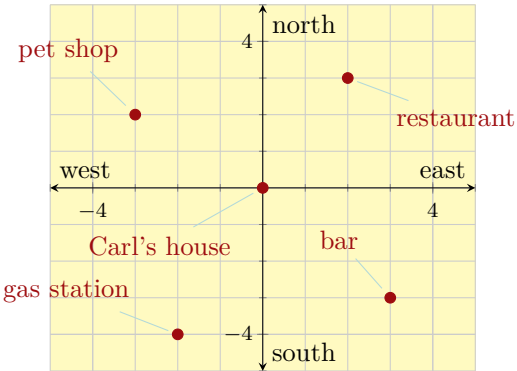 north
4
pet shop
restaurant
west
east
−4
4
Carl's house
bar
gas station
−4
south